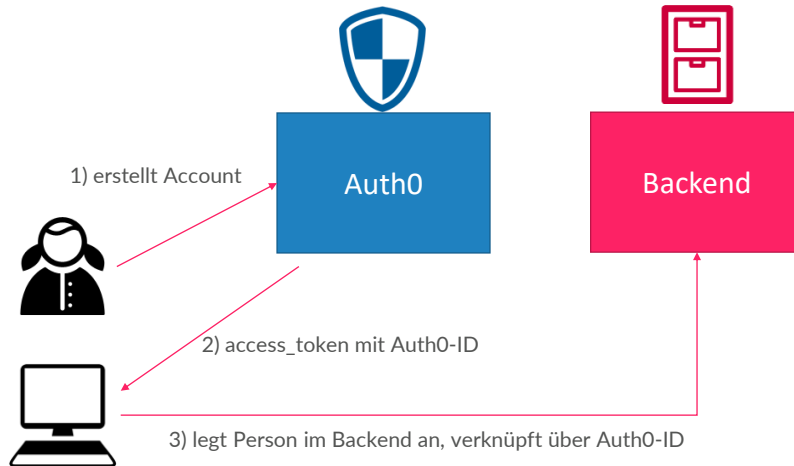 1) erstellt Account
Auth0
Backend
2) access_token mit Auth0-ID
3) legt Person im Backend an, verknüpft über Auth0-ID